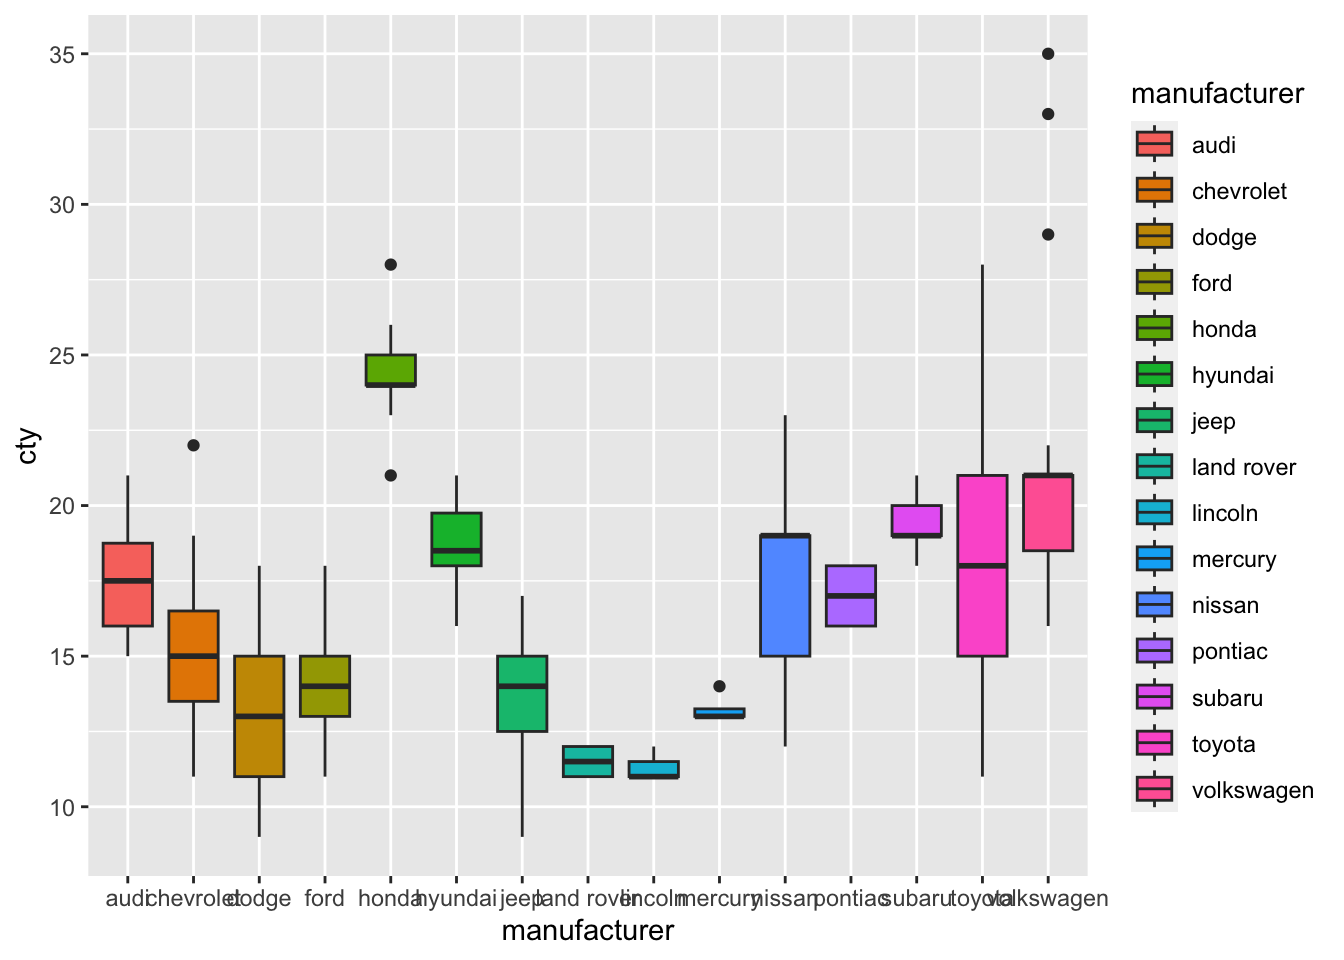 35
30
25
20
15
10
cty
audi
chevrolet
dodge
ford
honda
hyundai
jeep
land rover
lincoln
mercury
nissan
pontiac
subaru
toyota
volkswagen
manufacturer
manufacturer
audi
chevrolet
dodge
ford
honda
hyundai
jeep
land rover
lincoln
mercury
nissan
pontiac
subaru
toyota
volkswagen